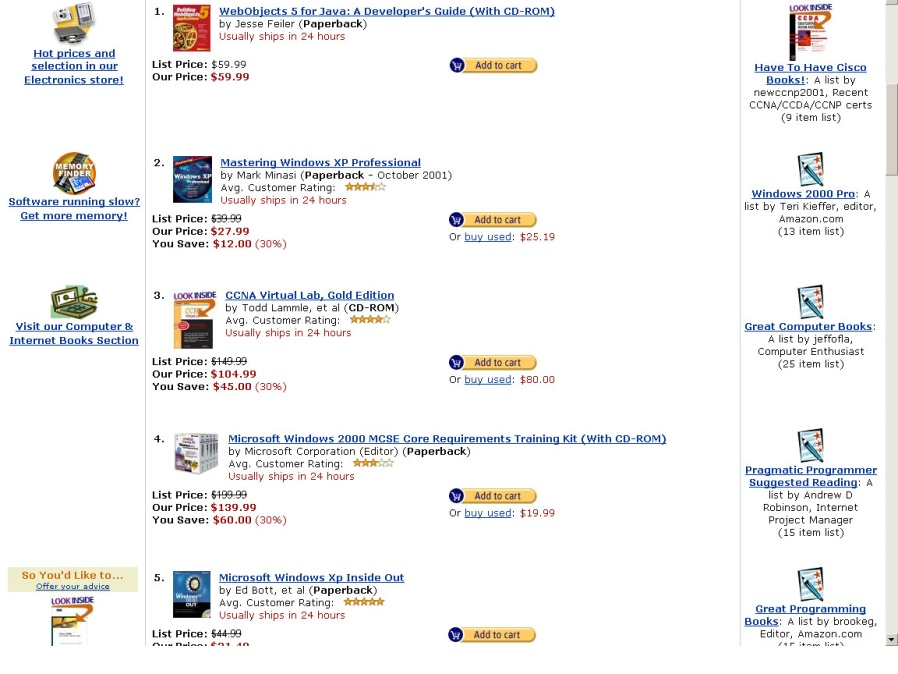 Hot prices and
selection in our
Electronics store!
MEMORY
FINDER
Software running slow?
Get more memory!
Visit our Computer &
Internet Books Section
So You'd Like to...
Offer your advice
LOOK INSIDE
1. WebObjects 5 for Java: A Developer's Guide (With CD-ROM)
by Jesse Feiler (Paperback)
Usually ships in 24 hours
List Price: $59.99
Our Price: $59.99
Add to cart
2. Mastering Windows XP Professional
by Mark Minasi (Paperback - October 2001)
Avg. Customer Rating:
Usually ships in 24 hours
List Price: $39.99
Our Price: $27.99
You Save: $12.00 (30%)
Add to cart
Or buy used: $25.19
3. LOOK INSIDE CCNA Virtual Lab, Gold Edition
by Todd Lammle, et al (CD-ROM)
Avg. Customer Rating:
Usually ships in 24 hours
List Price: $149.99
Our Price: $104.99
You Save: $45.00 (30%)
Add to cart
Or buy used: $80.00
4. Microsoft Windows 2000 MCSE Core Requirements Training Kit (With CD-ROM)
by Microsoft Corporation (Editor) (Paperback)
Avg. Customer Rating:
Usually ships in 24 hours
List Price: $199.99
Our Price: $139.99
You Save: $60.00 (30%)
Add to cart
Or buy used: $19.99
5. Microsoft Windows Xp Inside Out
by Ed Bott, et al (Paperback)
Avg. Customer Rating:
Usually ships in 24 hours
List Price: $44.99
Our Price: $31.49
Add to cart
LOOK INSIDE
CCDA
Have To Have Cisco
Books!: A list by
newccnp2001, Recent
CCNA/CCDA/CCNP certs
(9 item list)
Windows 2000 Pro: A
list by Teri Kieffer, editor,
Amazon.com
(13 item list)
Great Computer Books:
A list by jeffofla,
Computer Enthusiast
(25 item list)
Pragmatic Programmer
Suggested Reading: A
list by Andrew D
Robinson, Internet
Project Manager
(15 item list)
Great Programming
Books: A list by brookeg,
Editor, Amazon.com
(15 item list)